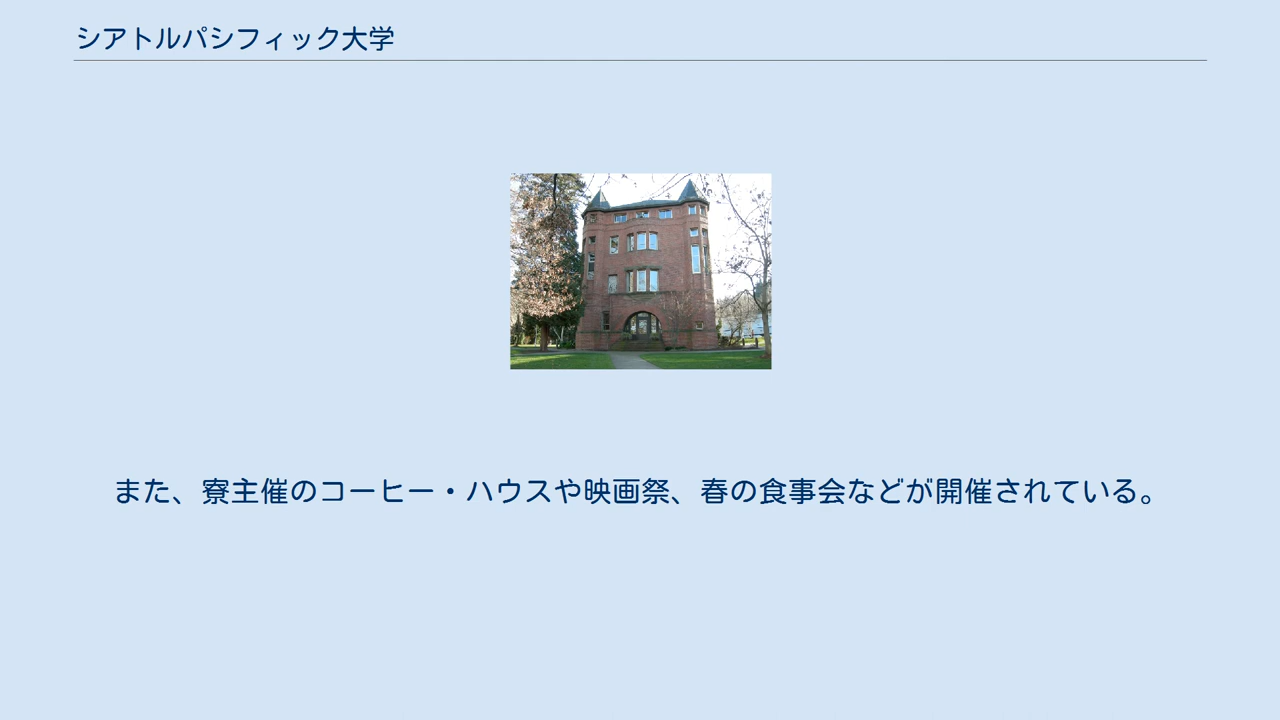 シアトルパシフィック大学
また、寮主催のコーヒー・ハウスや映画祭、春の食事会などが開催されている。